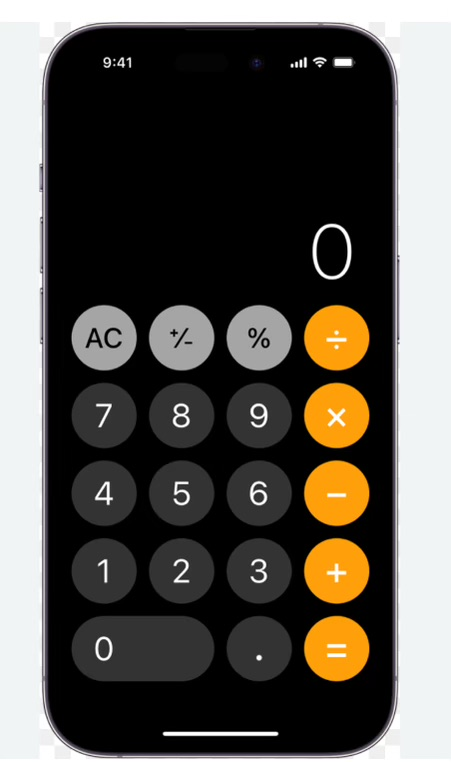 9:41
0
AC ⁺∕₋ % ÷
7 8 9 ×
4 5 6 −
1 2 3 +
0 . =